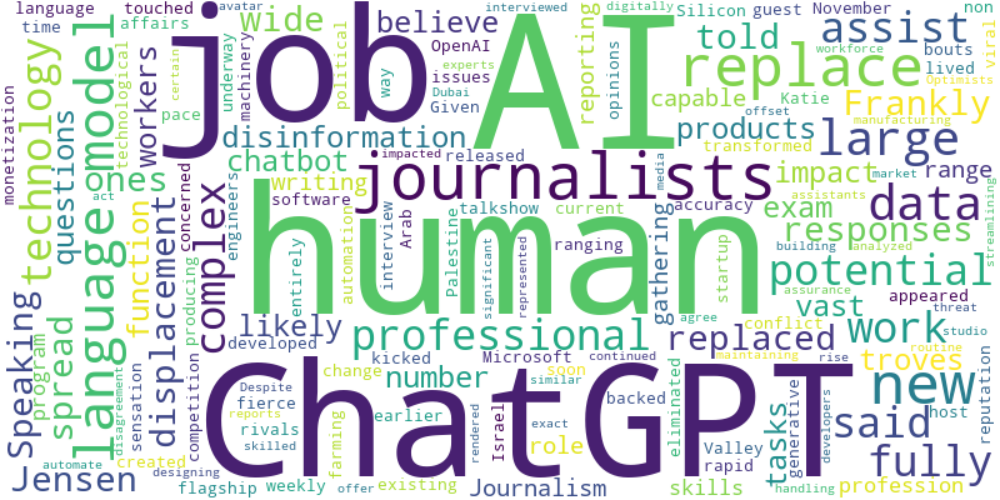 language
touched
affairs
time
wide
believe
interviewed
digitally
Silicon
guest
November
non
avatar
OpenAI
told
assist
workforce
bouts
viral
job
AI
replace
lived
experts
Dubai
Given
issues
way
political
machinery
underway
certain
technological
pace
workers
questions
model
language model
technology
monetization
reporting
opinions
capable
Katie
offset
Optimists
Frankly
manufacturing
disinformation
products
transformed
large
chatbot
impacted
released
journalists
impact
market
range
ones
act
writing
software
media
accuracy
exam
assistants
data
streamlining
concerned
function
complex
engineers
human
entirely
automation
interview
Arab
talkshow
Palestine
current
significant
represented
ranging
gathering
startup
building
responses
analyzed
potential
assurance
appeared
vast
threat
displacement
producing
Speaking
program
spread
likely
developed
professional
agree
conflict
replaced
work
studio
kicked
Microsoft
continued
maintaining
rise
routine
troves
change
number
soon
similar
new
sensation
competition
disagreement
Despite
fierce
reports
rivals
skilled
ChatGPT
earlier
backed
eliminated
role
exact
Israel
rendered
farming
Valley
rapid
tasks
generative
developers
said
host
reputation
fully
Jensen
automate
created
designing
flagship
weekly
offer
existing
Journalism
skills
handling
profession